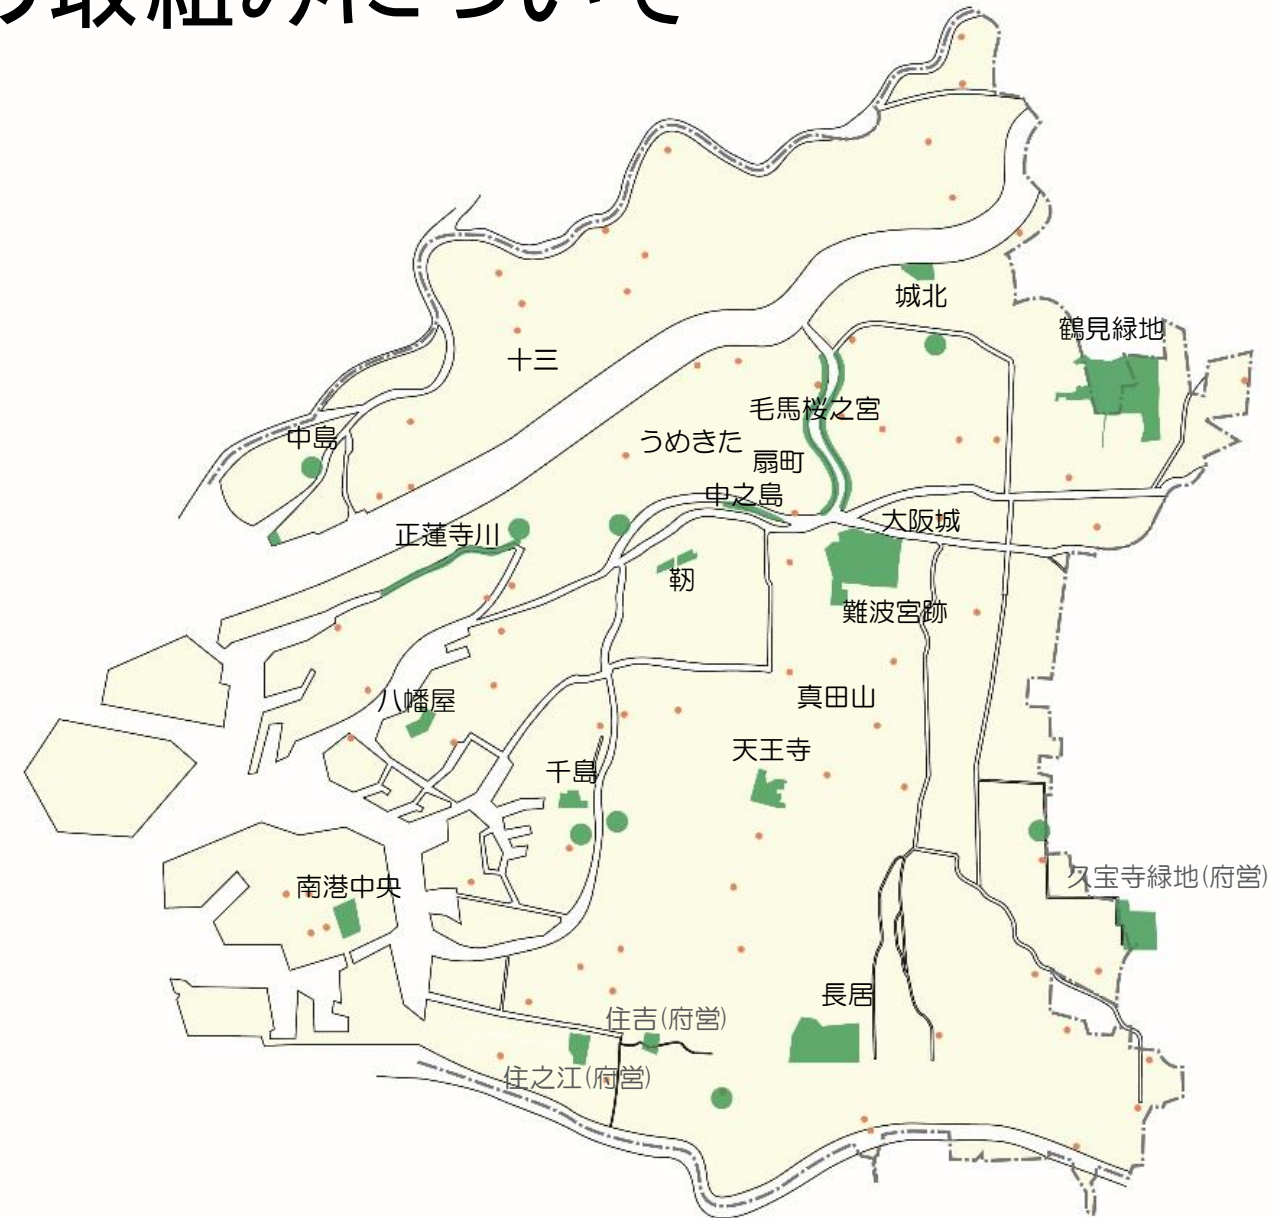 取組みについて
城北
鶴見緑地
十三
毛馬桜之宮
中島
うめきた
扇町
中之島
正蓮寺川
大阪城
靭
難波宮跡
八幡屋
真田山
天王寺
千島
南港中央
久宝寺緑地(府営)
長居
住吉(府営)
住之江(府営)